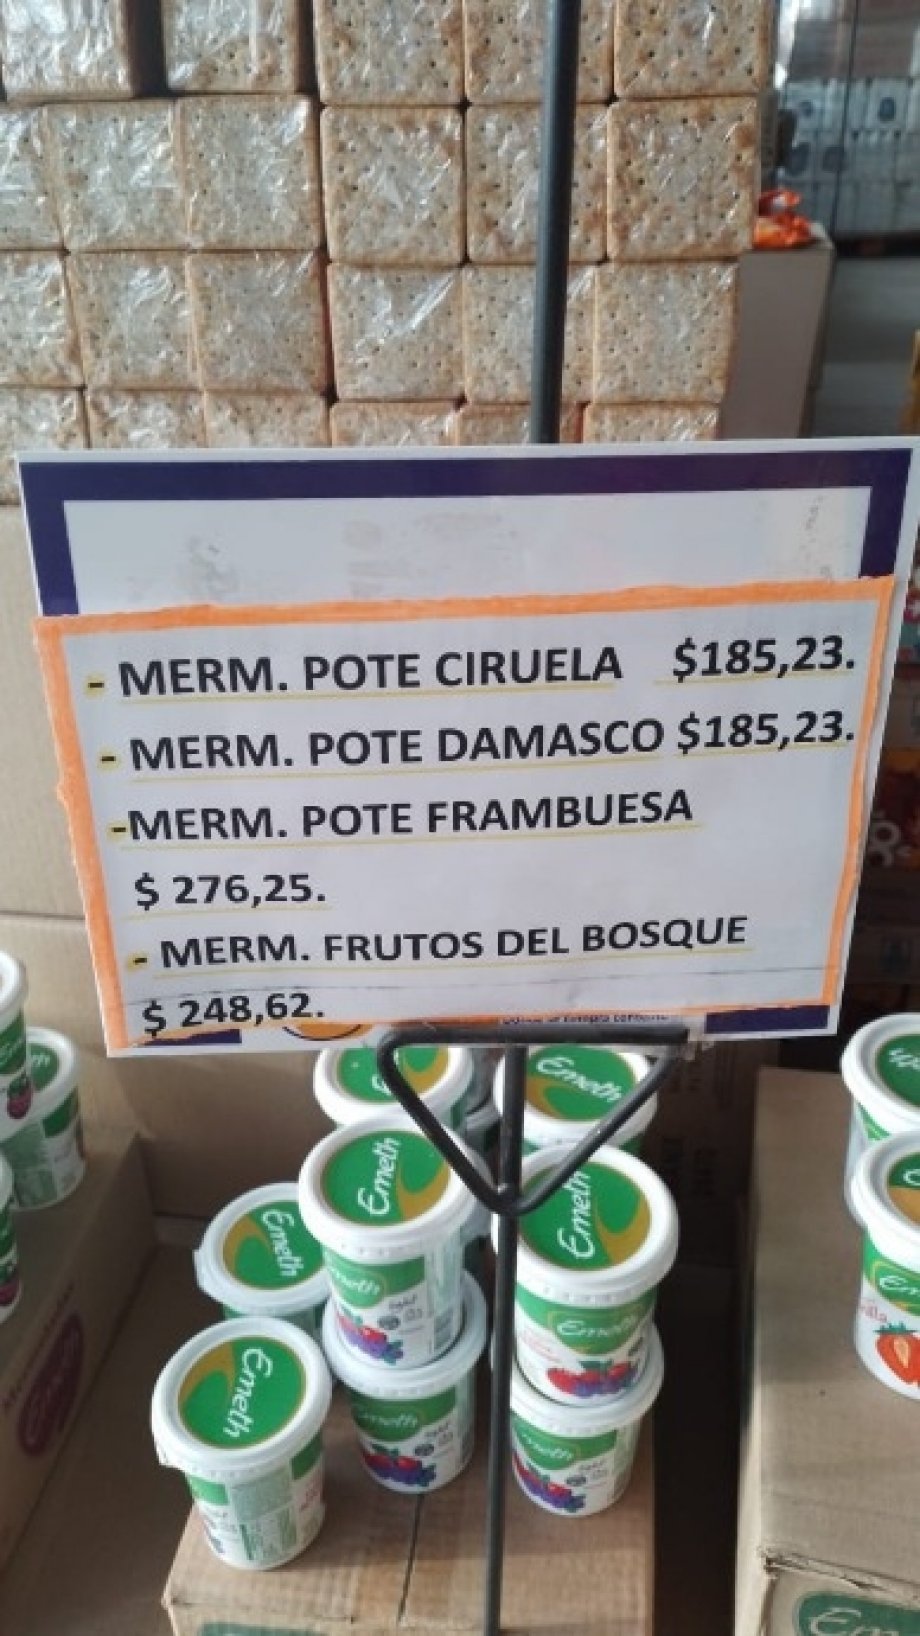 - MERM. POTE CIRUELA $185,23.
- MERM. POTE DAMASCO $185,23.
-MERM. POTE FRAMBUESA
$ 276,25.
- MERM. FRUTOS DEL BOSQUE
$ 248,62.
Emeth
Emeth
Emeth
Emeth
Emeth
Emeth
Emeth
Emeth